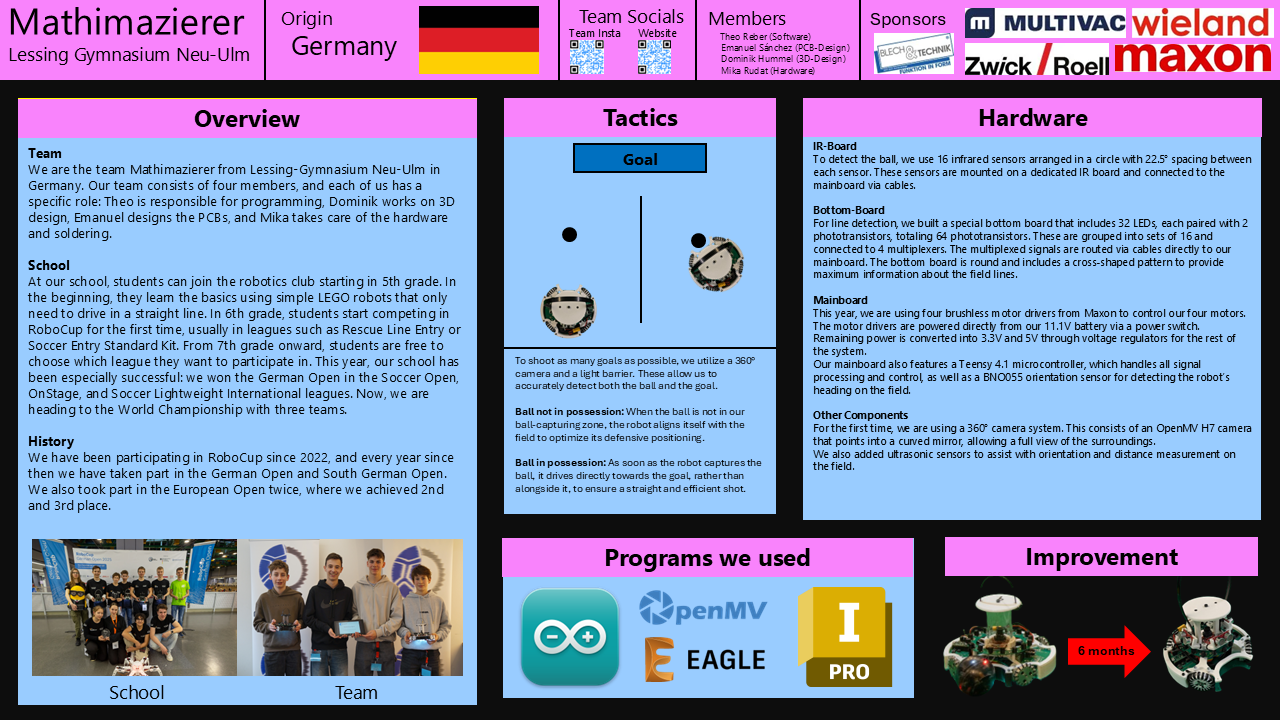 Mathimazierer
Lessing Gymnasium Neu-Ulm
Origin
Germany
Team Socials
Team Insta
Website
Members
Theo Reber (Software)
Emanuel Sánchez (PCB-Design)
Dominik Hummel (3D-Design)
Mika Rudat (Hardware)
Sponsors
BLECH & TECHNIK
FUNKTION IN FORM
MULTIVAC
wieland
Zwick / Roell
maxon
Overview
Team
We are the team Mathimazierer from Lessing-Gymnasium Neu-Ulm in
Germany. Our team consists of four members, and each of us has a
specific role: Theo is responsible for programming, Dominik works on 3D
design, Emanuel designs the PCBs, and Mika takes care of the hardware
and soldering.
School
At our school, students can join the robotics club starting in 5th grade. In
the beginning, they learn the basics using simple LEGO robots that only
need to drive in a straight line. In 6th grade, students start competing in
RoboCup for the first time, usually in leagues such as Rescue Line Entry or
Soccer Entry Standard Kit. From 7th grade onward, students are free to
choose which league they want to participate in. This year, our school has
been especially successful: we won the German Open in the Soccer Open,
OnStage, and Soccer Lightweight International leagues. Now, we are
heading to the World Championship with three teams.
History
We have been participating in RoboCup since 2022, and every year since
then we have taken part in the German Open and South German Open.
We also took part in the European Open twice, where we achieved 2nd
and 3rd place.
School
Team
Tactics
Goal
To shoot as many goals as possible, we utilize a 360°
camera and a light barrier. These allow us to
accurately detect both the ball and the goal.
Ball not in possession: When the ball is not in our
ball-capturing zone, the robot aligns itself with the
field to optimize its defensive positioning.
Ball in possession: As soon as the robot captures the
ball, it drives directly towards the goal, rather than
alongside it, to ensure a straight and efficient shot.
Hardware
IR-Board
To detect the ball, we use 16 infrared sensors arranged in a circle with 22.5° spacing between
each sensor. These sensors are mounted on a dedicated IR board and connected to the
mainboard via cables.
Bottom-Board
For line detection, we built a special bottom board that includes 32 LEDs, each paired with 2
phototransistors, totaling 64 phototransistors. These are grouped into sets of 16 and
connected to 4 multiplexers. The multiplexed signals are routed via cables directly to our
mainboard. The bottom board is round and includes a cross-shaped pattern to provide
maximum information about the field lines.
Mainboard
This year, we are using four brushless motor drivers from Maxon to control our four motors.
The motor drivers are powered directly from our 11.1V battery via a power switch.
Remaining power is converted into 3.3V and 5V through voltage regulators for the rest of
the system.
Our mainboard also features a Teensy 4.1 microcontroller, which handles all signal
processing and control, as well as a BNO055 orientation sensor for detecting the robot's
heading on the field.
Other Components
For the first time, we are using a 360° camera system. This consists of an OpenMV H7 camera
that points into a curved mirror, allowing a full view of the surroundings.
We also added ultrasonic sensors to assist with orientation and distance measurement on
the field.
Programs we used
OpenMV
EAGLE
I
PRO
Improvement
6 months